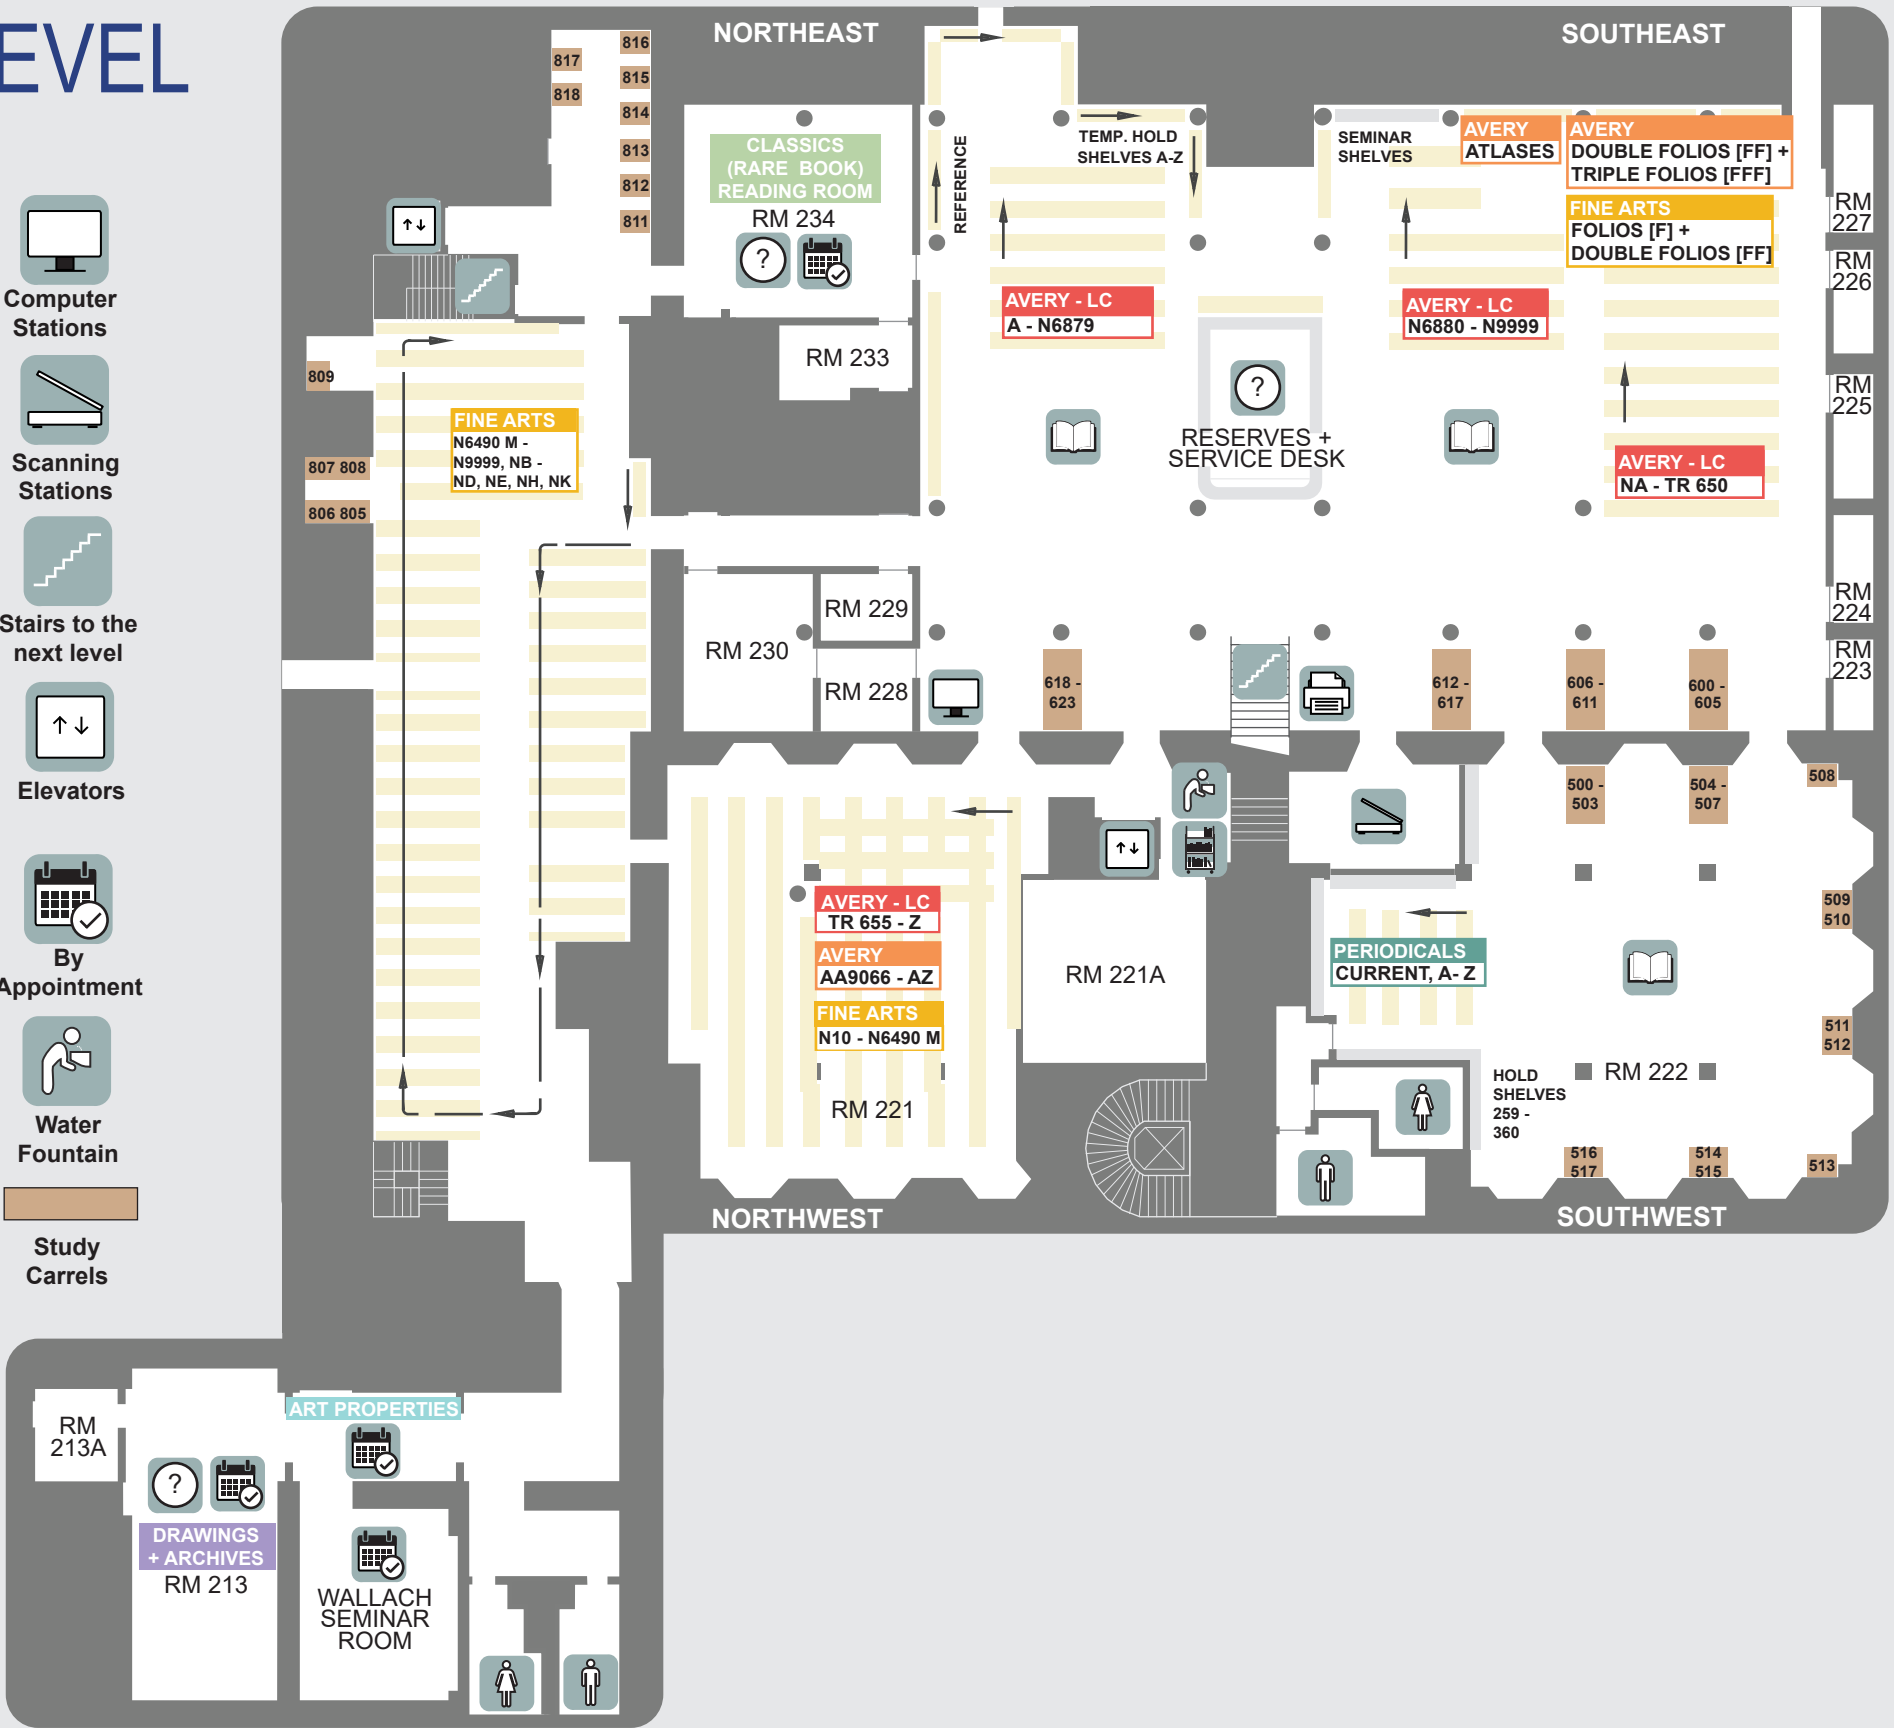 EVEL
Computer
Stations
Scanning
Stations
Stairs to the
next level
Elevators
By
Appointment
Water
Fountain
Study
Carrels
NORTHEAST
SOUTHEAST
816
817
815
818
814
813
812
811
CLASSICS
(RARE BOOK)
READING ROOM
RM 234
?
REFERENCE
TEMP. HOLD
SHELVES A-Z
SEMINAR
SHELVES
AVERY
ATLASES
AVERY
DOUBLE FOLIOS [FF] +
TRIPLE FOLIOS [FFF]
FINE ARTS
FOLIOS [F] +
DOUBLE FOLIOS [FF]
RM
227
RM
226
RM
225
RM
224
RM
223
AVERY - LC
A - N6879
AVERY - LC
N6880 - N9999
RM 233
809
FINE ARTS
N6490 M -
N9999, NB -
ND, NE, NH, NK
807 808
806 805
?
RESERVES +
SERVICE DESK
AVERY - LC
NA - TR 650
RM 229
RM 230
RM 228
618 -
623
612 -
617
606 -
611
600 -
605
500 -
503
504 -
507
508
509
510
511
512
513
514
515
516
517
AVERY - LC
TR 655 - Z
AVERY
AA9066 - AZ
FINE ARTS
N10 - N6490 M
RM 221
RM 221A
PERIODICALS
CURRENT, A- Z
HOLD
SHELVES
259 -
360
RM 222
NORTHWEST
SOUTHWEST
ART PROPERTIES
RM
213A
?
DRAWINGS
+ ARCHIVES
RM 213
WALLACH
SEMINAR
ROOM